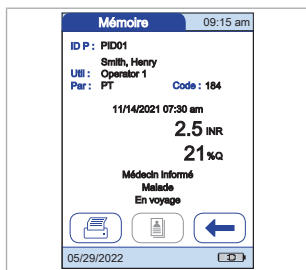 Mémoire 09:15 am
ID P : PID01
Smith, Henry
Util : Operator 1
Par : PT Code : 184
11/14/2021 07:30 am
2.5 INR
21 %Q
Médecin Informé
Malade
En voyage
05/29/2022